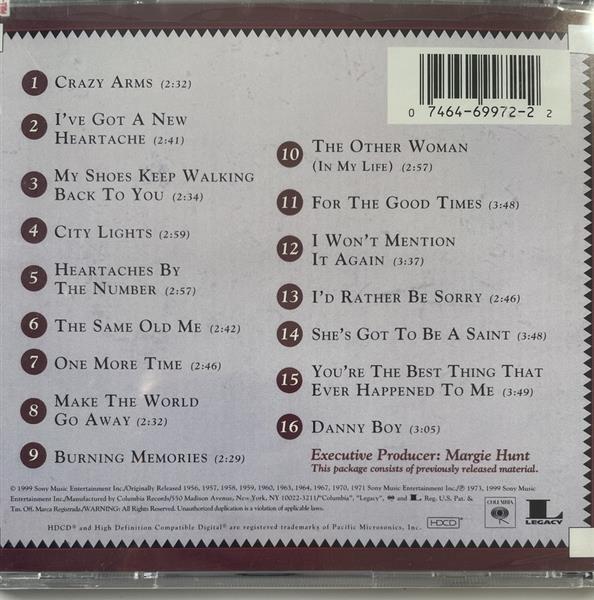 1 CRAZY ARMS (2:32)
2 I'VE GOT A NEW
HEARTACHE (2:41)
3 MY SHOES KEEP WALKING
BACK TO YOU (2:34)
4 CITY LIGHTS (2:59)
5 HEARTACHES BY
THE NUMBER (2:57)
6 THE SAME OLD ME (2:42)
7 ONE MORE TIME (2:46)
8 MAKE THE WORLD
GO AWAY (2:32)
9 BURNING MEMORIES (2:29)
0 7464-69972-2 2
10 THE OTHER WOMAN
(IN MY LIFE) (2:57)
11 FOR THE GOOD TIMES (3:48)
12 I WON'T MENTION
IT AGAIN (3:37)
13 I'D RATHER BE SORRY (2:46)
14 SHE'S GOT TO BE A SAINT (3:48)
15 YOU'RE THE BEST THING THAT
EVER HAPPENED TO ME (3:49)
16 DANNY BOY (3:05)
Executive Producer: Margie Hunt
This package consists of previously released material.
© 1999 Sony Music Entertainment Inc./Originally Released 1956, 1957, 1958, 1959, 1960, 1963, 1964, 1967, 1970, 1971 Sony Music Entertainment Inc./℗ 1973, 1999 Sony Music
Entertainment Inc./Manufactured by Columbia Records/550 Madison Avenue, New York, NY 10022-3211/"Columbia", "Legacy", and L Reg. U.S. Pat. &
Tm. Off. Marca Registrada./WARNING: All Rights Reserved. Unauthorized duplication is a violation of applicable laws.
HDCD® and High Definition Compatible Digital® are registered trademarks of Pacific Microsonics, Inc.
HDCD
COLUMBIA
L
LEGACY